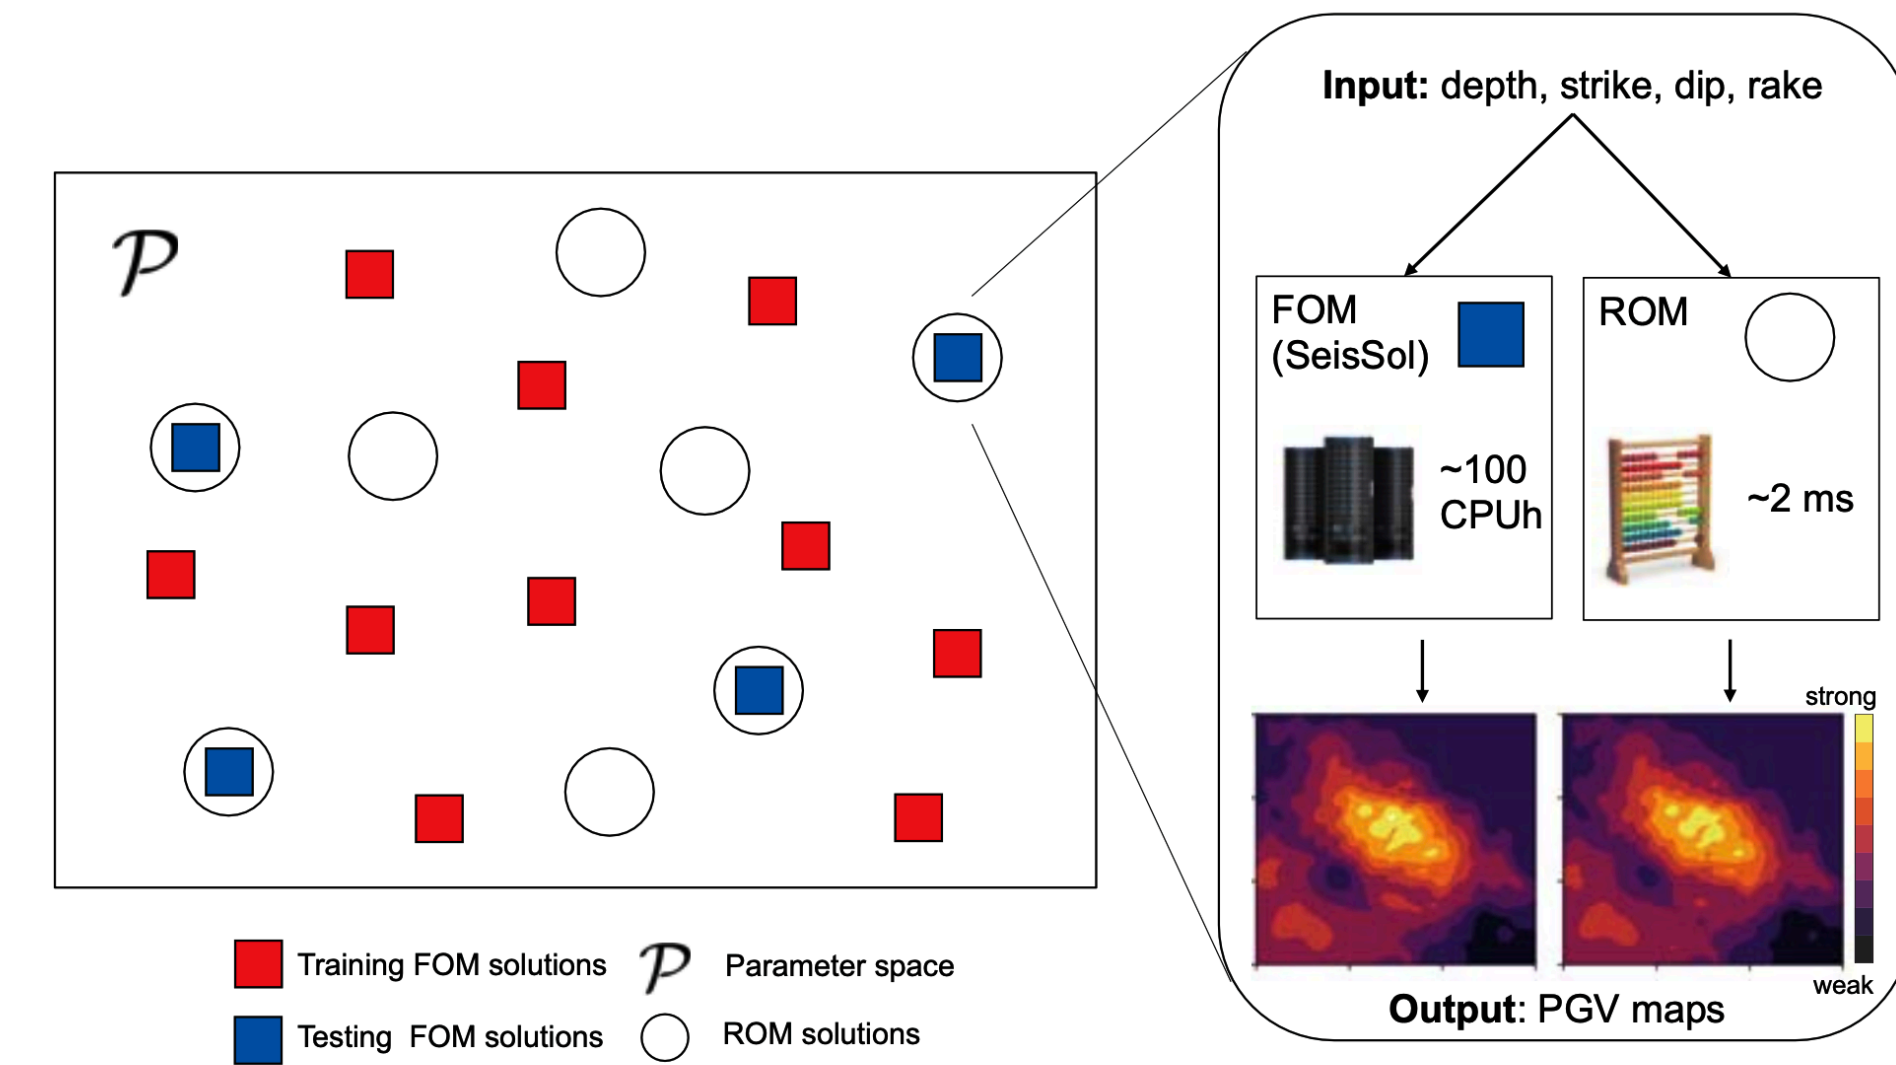 𝒫
Input: depth, strike, dip, rake
FOM
(SeisSol)
~100
CPUh
ROM
~2 ms
strong
weak
Output: PGV maps
Training FOM solutions
𝒫 Parameter space
Testing FOM solutions
ROM solutions